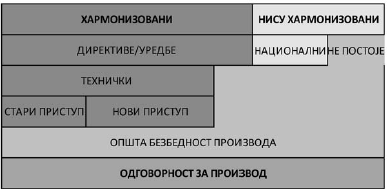 ХАРМОНИЗОВАНИ НИСУ ХАРМОНИЗОВАНИ
ДИРЕКТИВЕ/УРЕДБЕ НАЦИОНАЛНИ НЕ ПОСТОЈЕ
ТЕХНИЧКИ
СТАРИ ПРИСТУП НОВИ ПРИСТУП
ОПШТА БЕЗБЕДНОСТ ПРОИЗВОДА
ОДГОВОРНОСТ ЗА ПРОИЗВОД